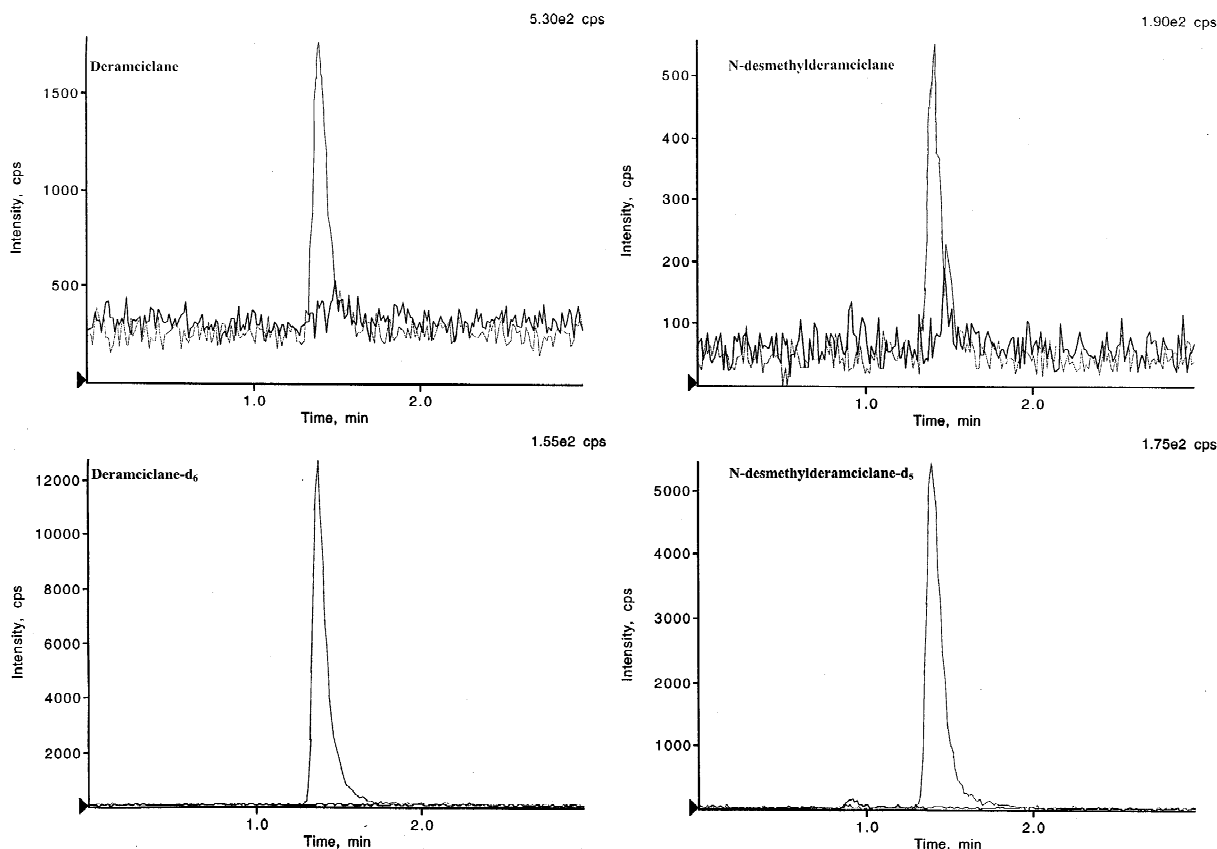 5.30e2 cps
Deramciclane
1500
1000
500
Intensity, cps
1.0
2.0
Time, min
1.90e2 cps
N-desmethylderamciclane
500
400
300
200
100
Intensity, cps
1.0
2.0
Time, min
1.55e2 cps
Deramciclane-d₆
12000
10000
8000
6000
4000
2000
Intensity, cps
1.0
2.0
Time, min
1.75e2 cps
N-desmethylderamciclane-d₅
5000
4000
3000
2000
1000
Intensity, cps
1.0
2.0
Time, min